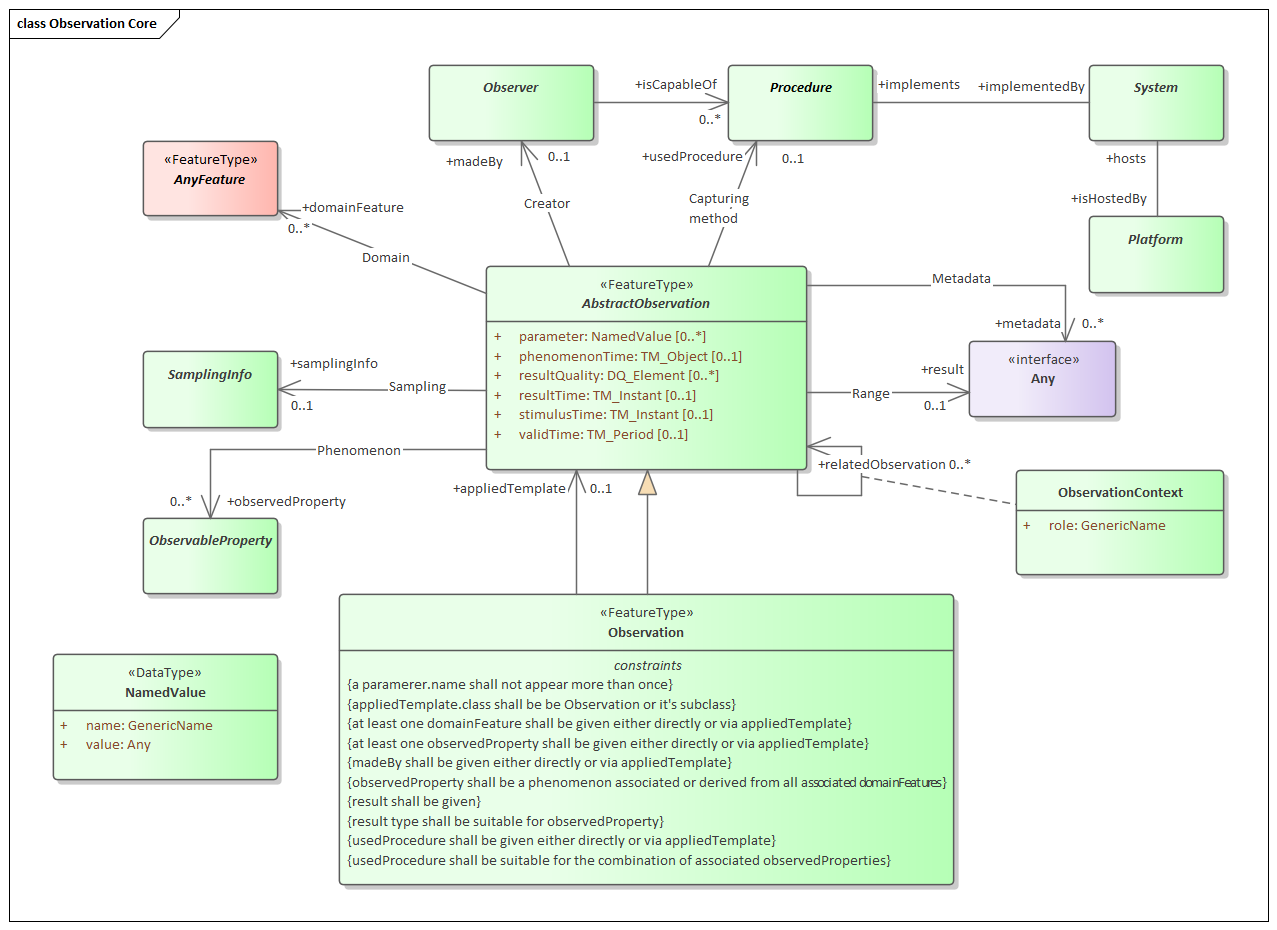 class Observation Core
Observer
+isCapableOf
0..*
Procedure
+implements
+implementedBy
System
+madeBy
0..1
+usedProcedure
0..1
+hosts
«FeatureType»
AnyFeature
+domainFeature
0..*
Creator
Capturing
method
+isHostedBy
Platform
Domain
«FeatureType»
AbstractObservation
+ parameter: NamedValue [0..*]
+ phenomenonTime: TM_Object [0..1]
+ resultQuality: DQ_Element [0..*]
+ resultTime: TM_Instant [0..1]
+ stimulusTime: TM_Instant [0..1]
+ validTime: TM_Period [0..1]
Metadata
+metadata
0..*
«interface»
Any
+result
0..1
Range
SamplingInfo
+samplingInfo
0..1
Sampling
Phenomenon
0..*
+observedProperty
ObservableProperty
+appliedTemplate
0..1
+relatedObservation 0..*
ObservationContext
+ role: GenericName
«FeatureType»
Observation
constraints
{a paramerer.name shall not appear more than once}
{appliedTemplate.class shall be be Observation or it's subclass}
{at least one domainFeature shall be given either directly or via appliedTemplate}
{at least one observedProperty shall be given either directly or via appliedTemplate}
{madeBy shall be given either directly or via appliedTemplate}
{observedProperty shall be a phenomenon associated or derived from all associated domainFeatures}
{result shall be given}
{result type shall be suitable for observedProperty}
{usedProcedure shall be given either directly or via appliedTemplate}
{usedProcedure shall be suitable for the combination of associated observedProperties}
«DataType»
NamedValue
+ name: GenericName
+ value: Any